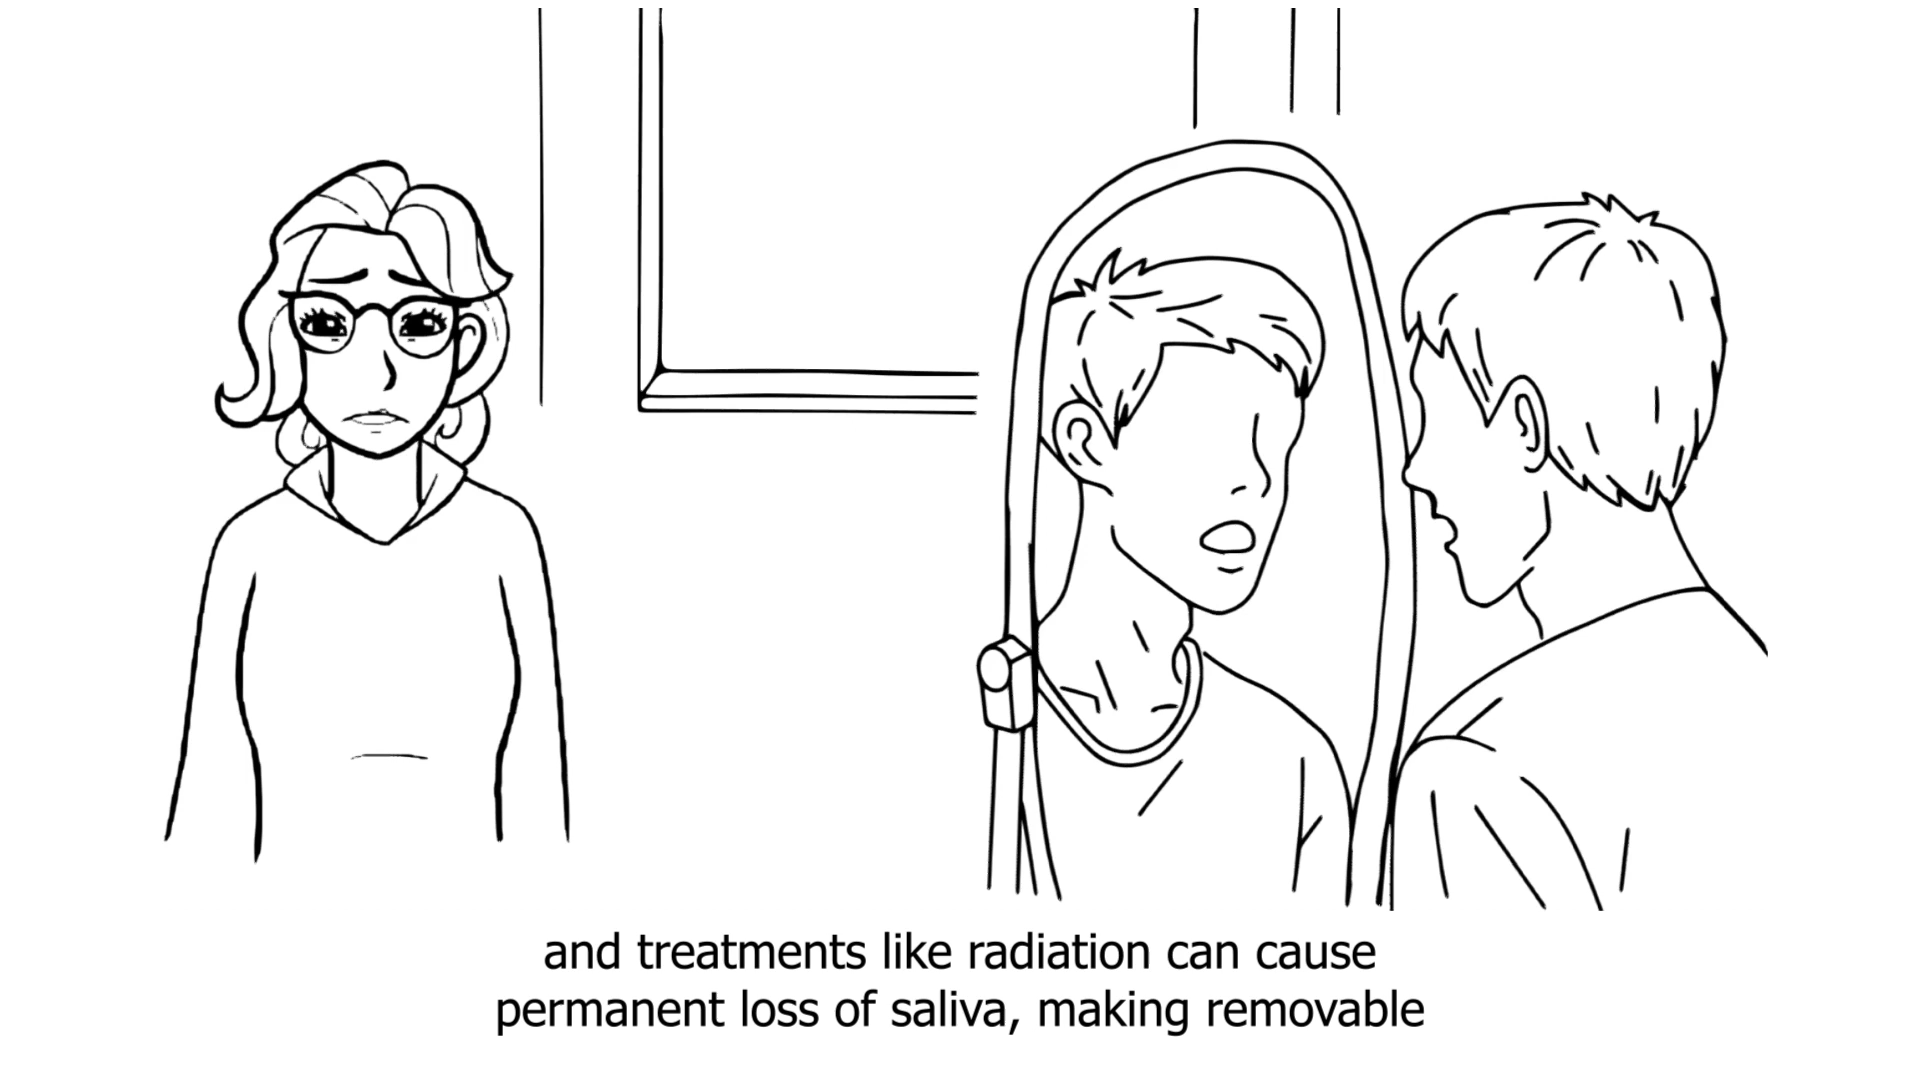 and treatments like radiation can cause
permanent loss of saliva, making removable